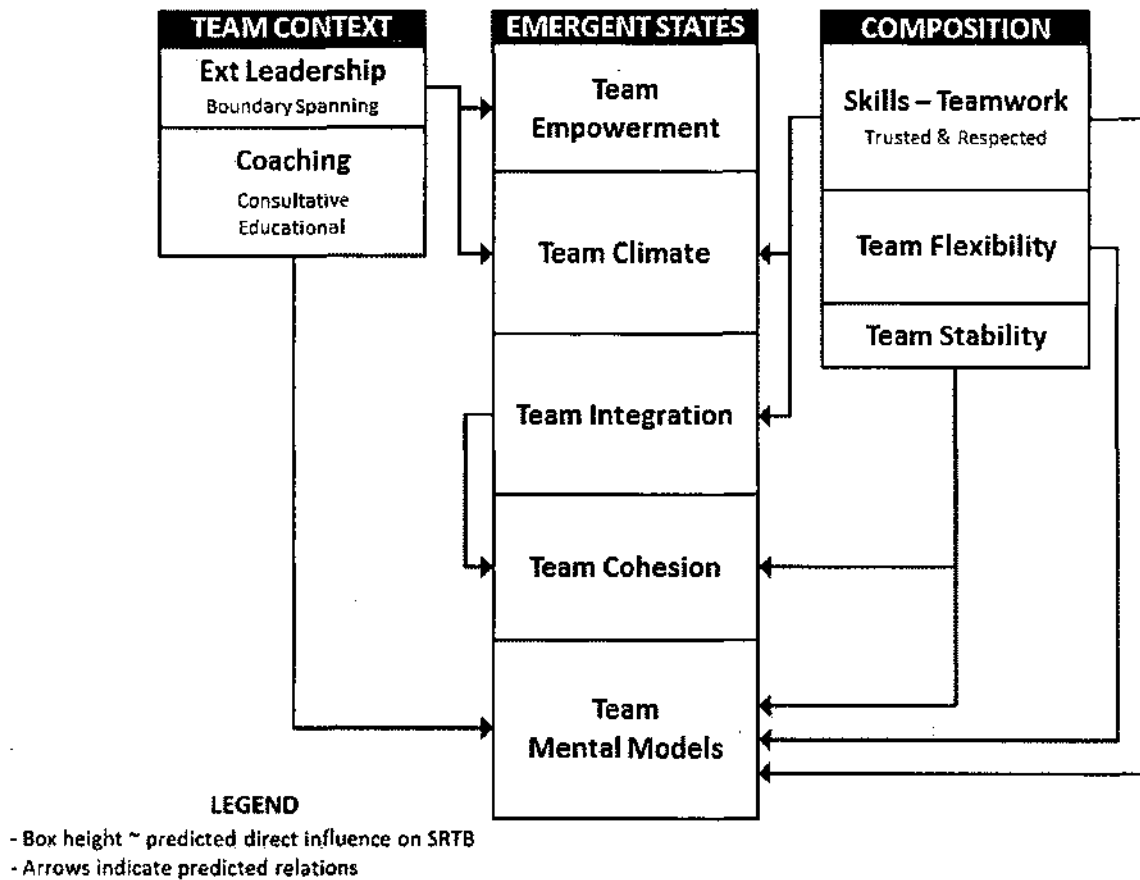 TEAM CONTEXT
Ext Leadership
Boundary Spanning
Coaching
Consultative
Educational
EMERGENT STATES
Team
Empowerment
Team Climate
Team Integration
Team Cohesion
Team
Mental Models
COMPOSITION
Skills – Teamwork
Trusted & Respected
Team Flexibility
Team Stability
LEGEND
- Box height ~ predicted direct influence on SRTB
- Arrows indicate predicted relations